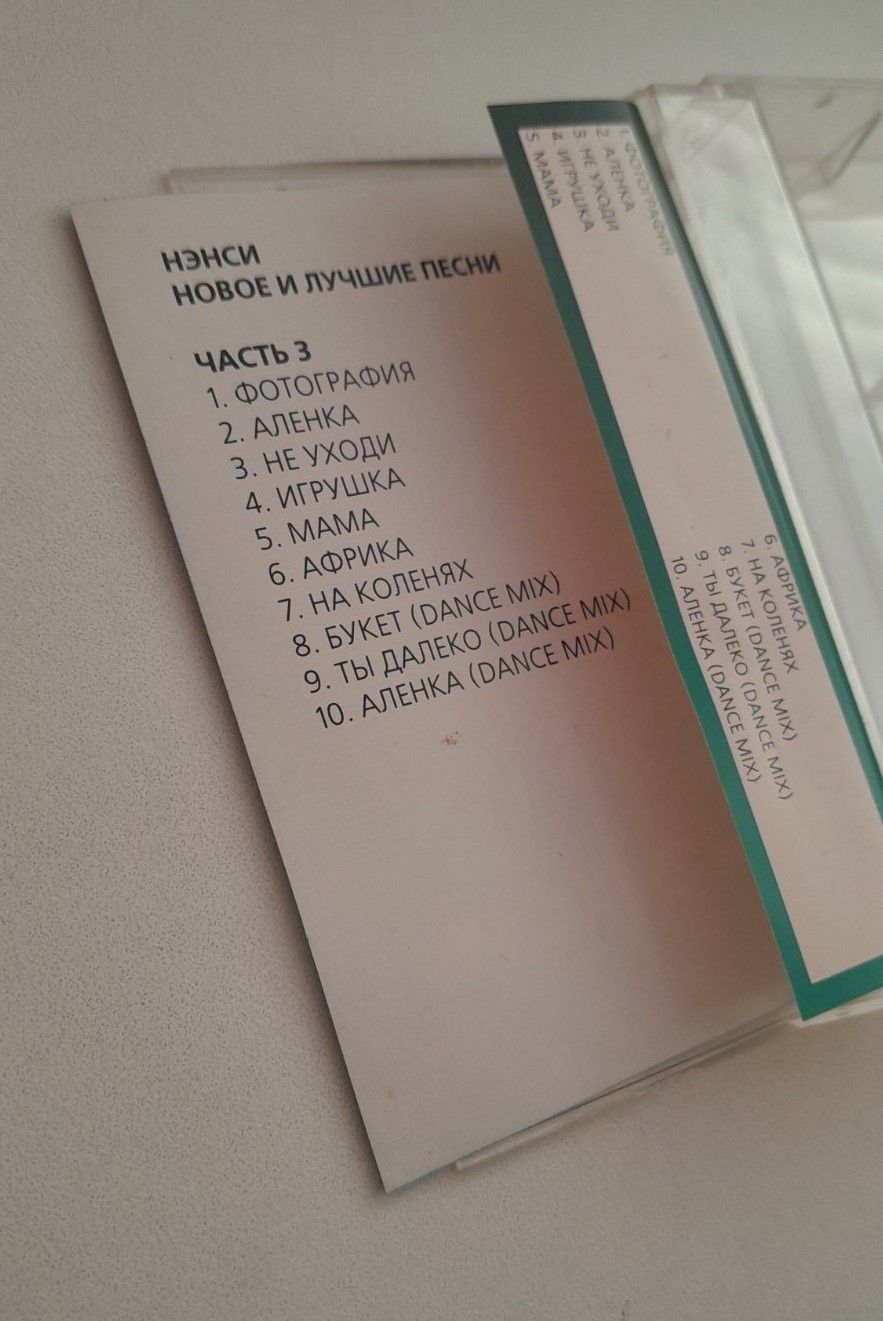 НЭНСИ
НОВОЕ И ЛУЧШИЕ ПЕСНИ
ЧАСТЬ 3
1. ФОТОГРАФИЯ
2. АЛЕНКА
3. НЕ УХОДИ
4. ИГРУШКА
5. МАМА
6. АФРИКА
7. НА КОЛЕНЯХ
8. БУКЕТ (DANCE MIX)
9. ТЫ ДАЛЕКО (DANCE MIX)
10. АЛЕНКА (DANCE MIX)
1. ФОТОГРАФИЯ
2. АЛЕНКА
3. НЕ УХОДИ
4. ИГРУШКА
5. МАМА
6. АФРИКА
7. НА КОЛЕНЯХ
8. БУКЕТ (DANCE MIX)
9. ТЫ ДАЛЕКО (DANCE MIX)
10. АЛЕНКА (DANCE MIX)